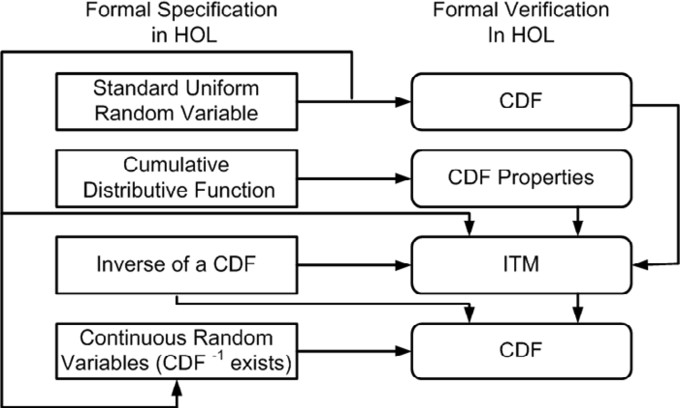 Formal Specification
in HOL
Formal Verification
In HOL
Standard Uniform
Random Variable
CDF
Cumulative
Distributive Function
CDF Properties
Inverse of a CDF
ITM
Continuous Random
Variables (CDF -1 exists)
CDF